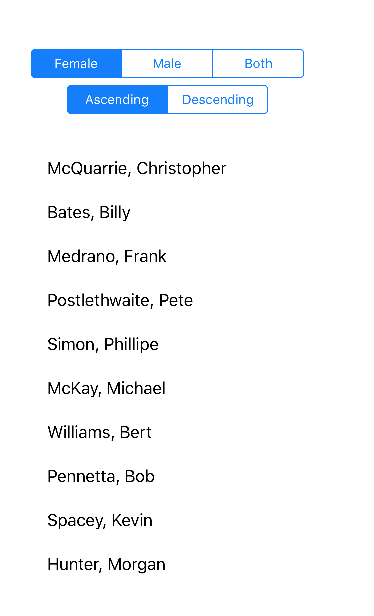 Female Male Both
Ascending Descending
McQuarrie, Christopher
Bates, Billy
Medrano, Frank
Postlethwaite, Pete
Simon, Phillipe
McKay, Michael
Williams, Bert
Pennetta, Bob
Spacey, Kevin
Hunter, Morgan